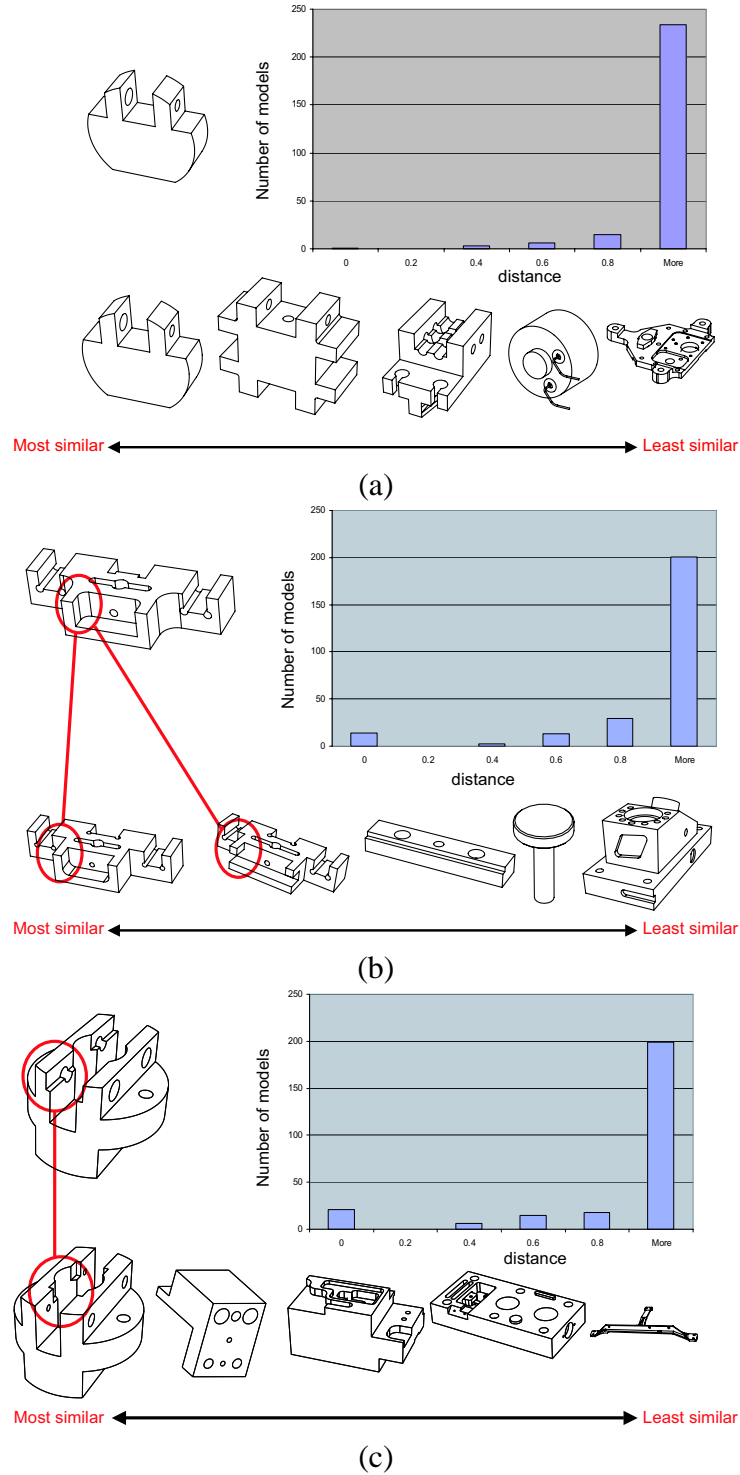 250
200
150
100
50
0
Number of models
0 0.2 0.4 0.6 0.8 More
distance
Most similar Least similar
(a)
250
200
150
100
50
0
Number of models
0 0.2 0.4 0.6 0.8 More
distance
Most similar Least similar
(b)
250
200
150
100
50
0
Number of models
0 0.2 0.4 0.6 0.8 More
distance
Most similar Least similar
(c)